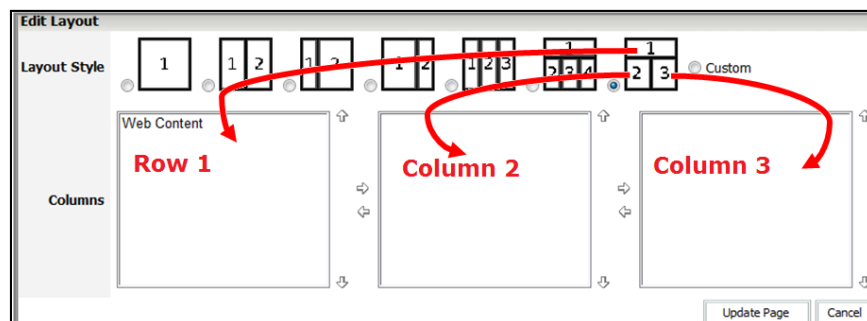 Edit Layout
Layout Style
1
1 2
1 2
1 2
1 2 3
1
2 3 4
1
2 3
Custom
Columns
Web Content
Row 1
Column 2
Column 3
Update Page
Cancel